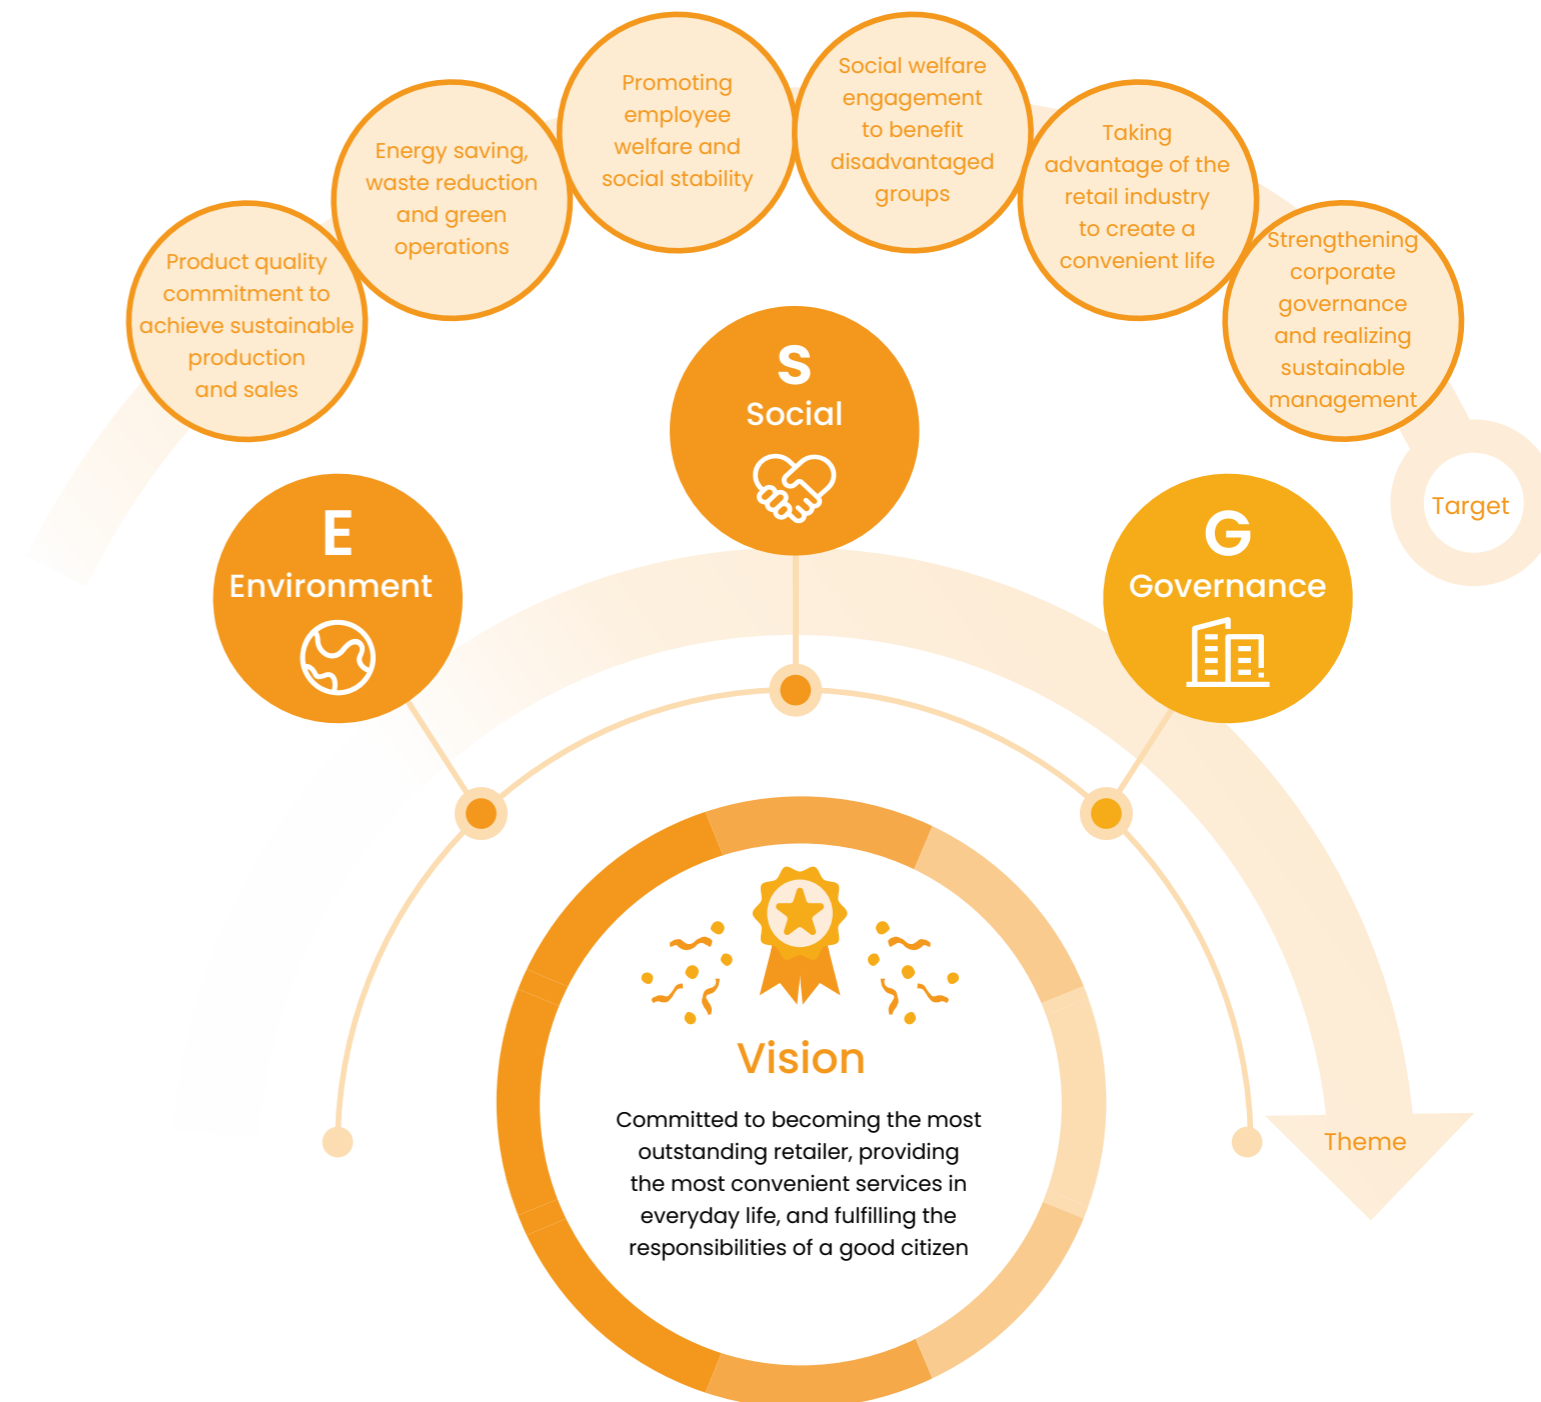 Product quality
commitment to
achieve sustainable
production
and sales
Energy saving,
waste reduction
and green
operations
Promoting
employee
welfare and
social stability
Social welfare
engagement
to benefit
disadvantaged
groups
Taking
advantage of the
retail industry
to create a
convenient life
Strengthening
corporate
governance
and realizing
sustainable
management
Target
E
Environment
S
Social
G
Governance
Theme
Vision
Committed to becoming the most
outstanding retailer, providing
the most convenient services in
everyday life, and fulfilling the
responsibilities of a good citizen